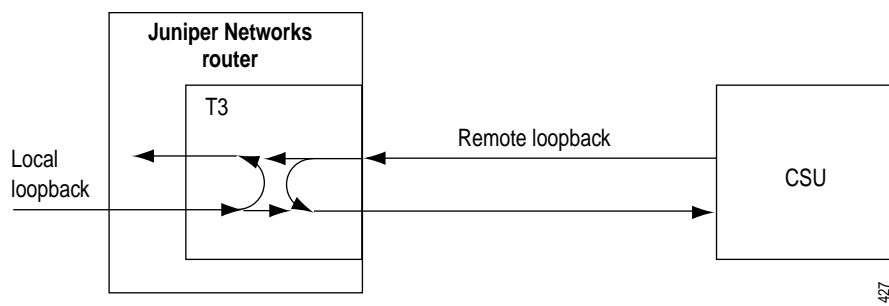 Juniper Networks
router
T3
Remote loopback
Local
loopback
CSU
427